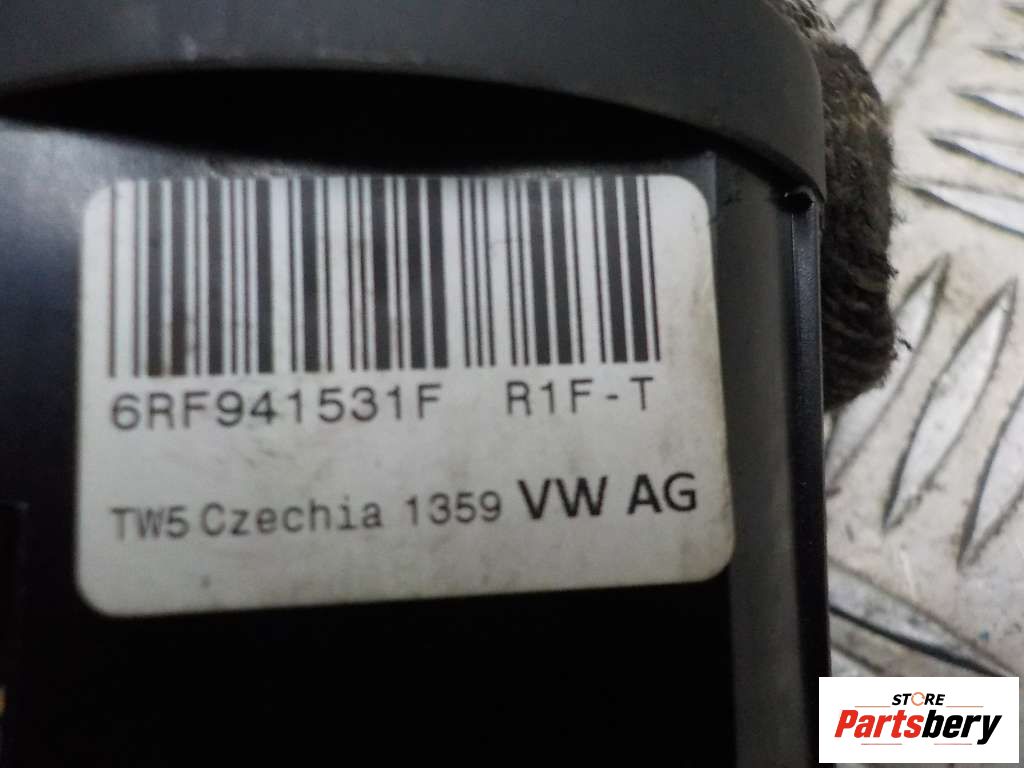 6RF941531F R1F-T
TW5 Czechia 1359 VW AG
STORE
Partsbery